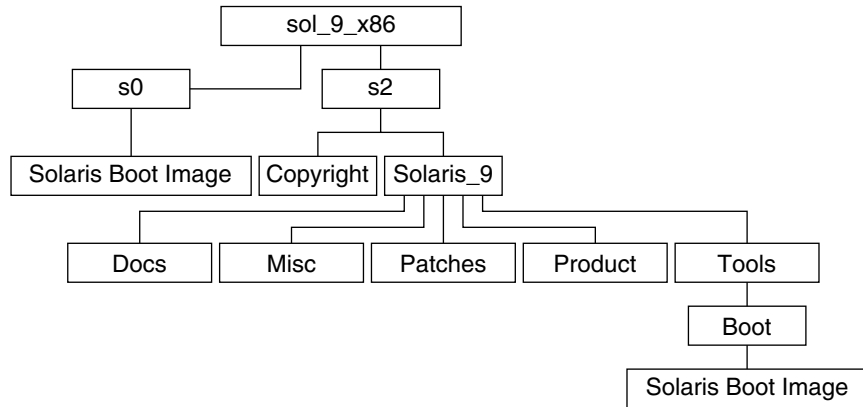 sol_9_x86
s0
s2
Solaris Boot Image
Copyright
Solaris_9
Docs
Misc
Patches
Product
Tools
Boot
Solaris Boot Image